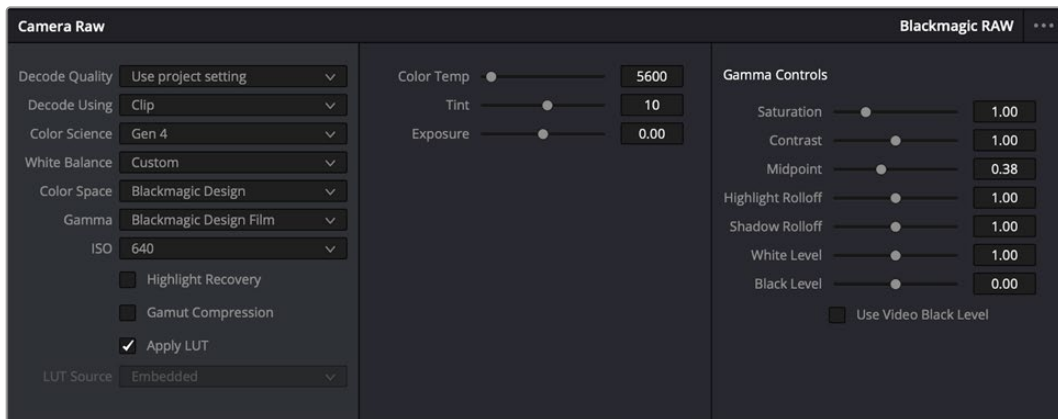 Camera Raw
Blackmagic RAW
Decode Quality Use project setting
Decode Using Clip
Color Science Gen 4
White Balance Custom
Color Space Blackmagic Design
Gamma Blackmagic Design Film
ISO 640
Highlight Recovery
Gamut Compression
Apply LUT
LUT Source Embedded
Color Temp 5600
Tint 10
Exposure 0.00
Gamma Controls
Saturation 1.00
Contrast 1.00
Midpoint 0.38
Highlight Rolloff 1.00
Shadow Rolloff 1.00
White Level 1.00
Black Level 0.00
Use Video Black Level